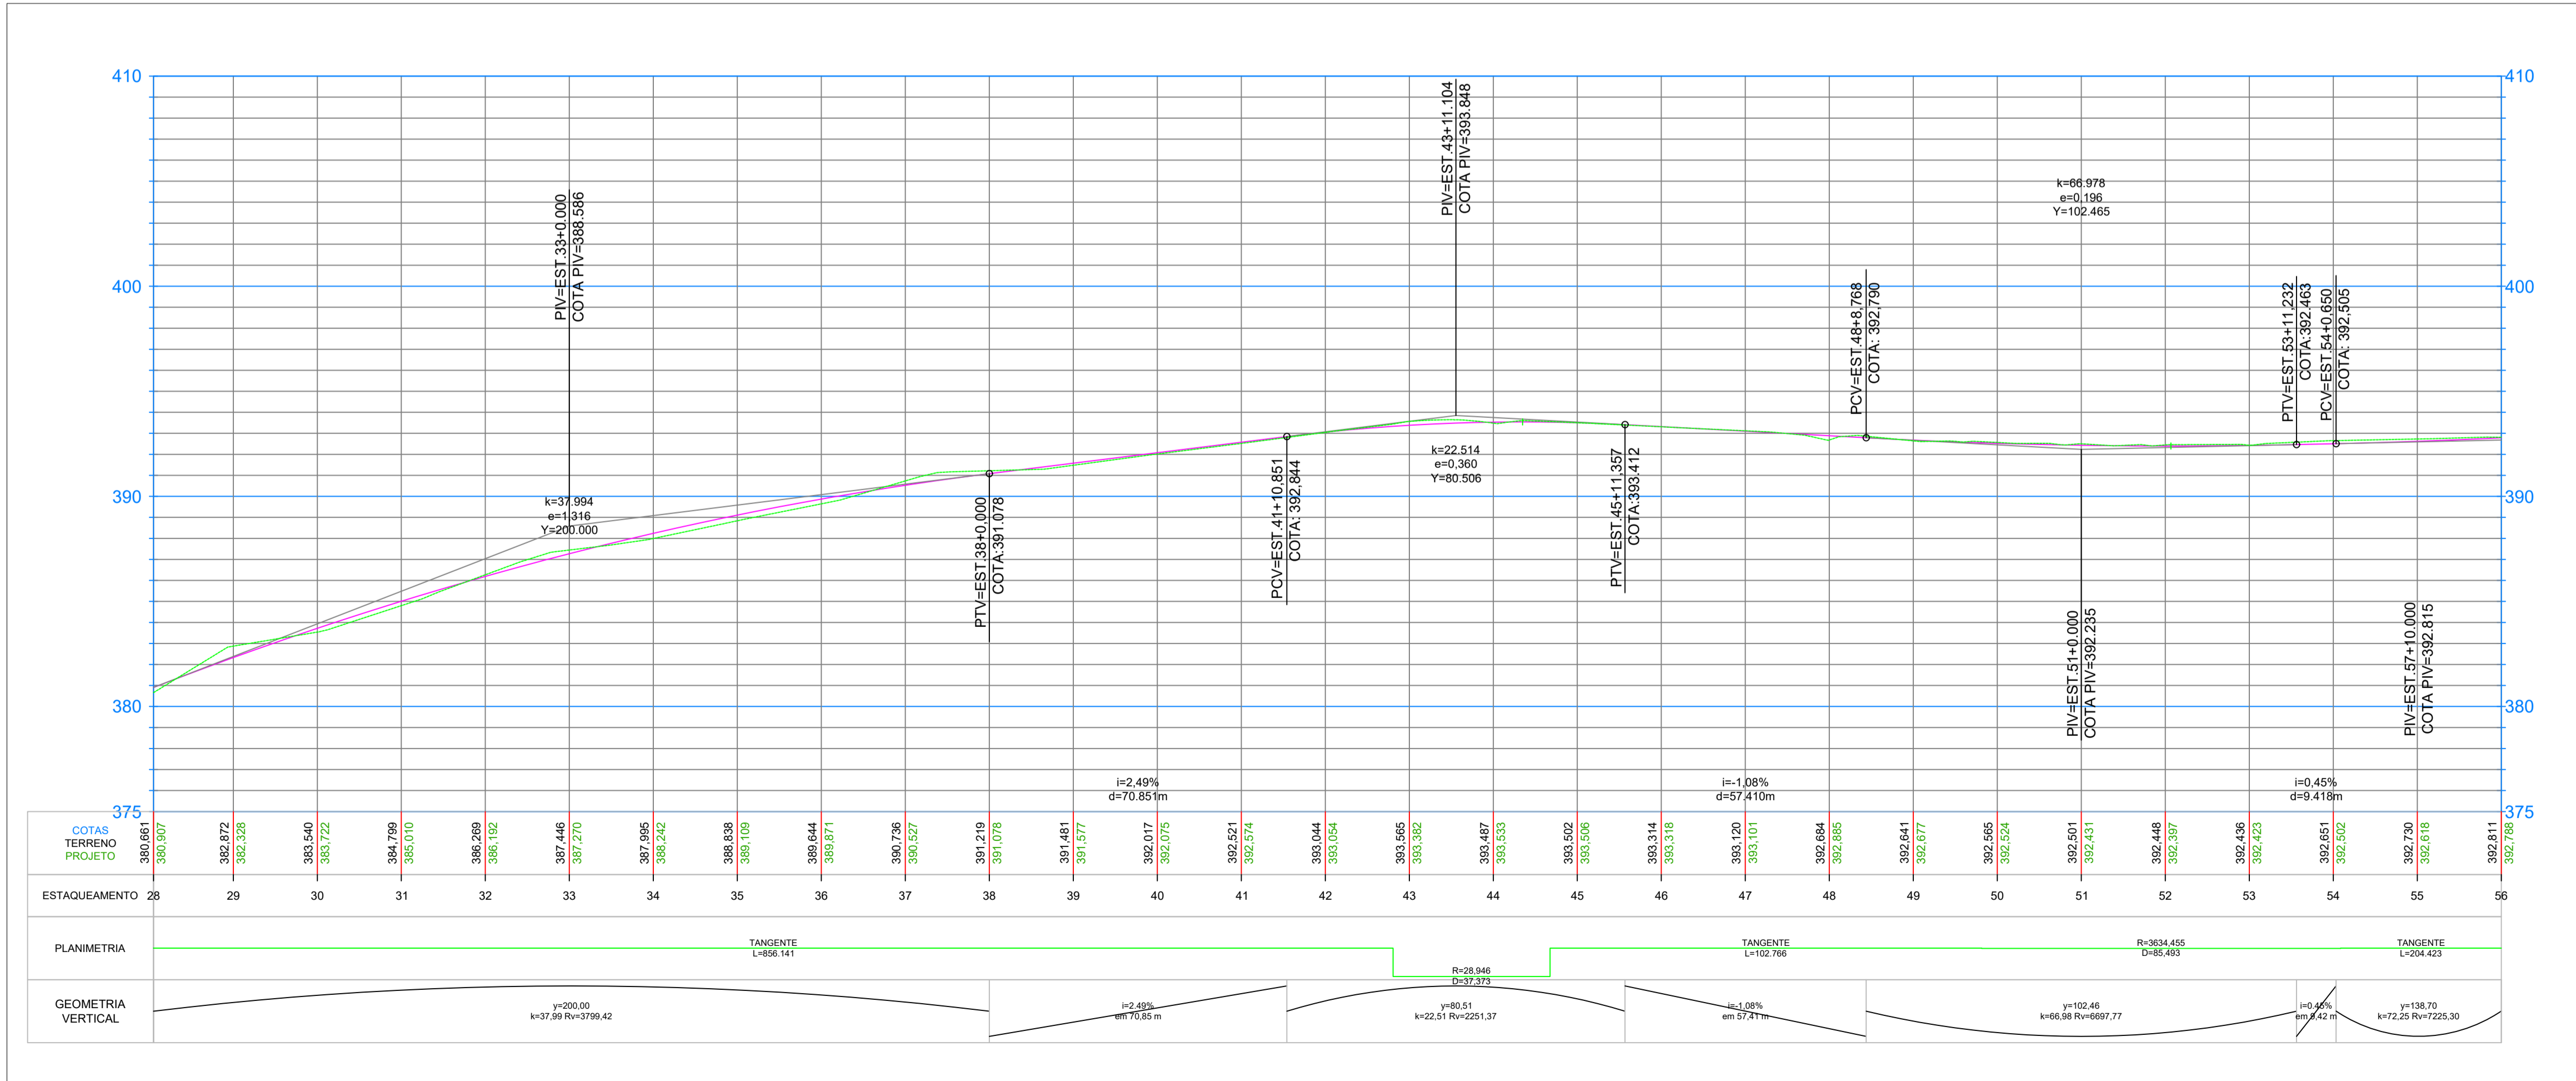 410
410
400
400
390
390
380
380
375
375
PIV=EST.33+0.000
COTA PIV=388.586
k=37.994
e=1,316
Y=200.000
PTV=EST.38+0,000
COTA:391.078
PCV=EST.41+10,851
COTA: 392,844
PIV=EST.43+11.104
COTA PIV=393.848
k=22.514
e=0,360
Y=80.506
PTV=EST.45+11,357
COTA:393.412
PCV=EST.48+8,768
COTA: 392,790
k=66.978
e=0,196
Y=102.465
PIV=EST.51+0.000
COTA PIV=392.235
PTV=EST.53+11,232
COTA:392.463
PCV=EST.54+0,650
COTA: 392,505
PIV=EST.57+10.000
COTA PIV=392.815
i=2,49%
d=70.851m
i=-1,08%
d=57.410m
i=0,45%
d=9.418m
COTAS
TERRENO
PROJETO
380,661
380,907
382,872
382,328
383,540
383,722
384,799
385,010
386,269
386,192
387,446
387,270
387,995
388,242
388,838
389,109
389,644
389,871
390,736
390,527
391,219
391,078
391,481
391,577
392,017
392,075
392,521
392,574
393,044
393,054
393,565
393,382
393,487
393,533
393,502
393,506
393,314
393,318
393,120
393,101
392,684
392,885
392,641
392,677
392,565
392,524
392,501
392,431
392,448
392,397
392,436
392,423
392,651
392,502
392,730
392,618
392,811
392,788
ESTAQUEAMENTO 28 29 30 31 32 33 34 35 36 37 38 39 40 41 42 43 44 45 46 47 48 49 50 51 52 53 54 55 56
PLANIMETRIA
TANGENTE
L=856.141
R=28,946
D=37,373
TANGENTE
L=102.766
R=3634,455
D=85,493
TANGENTE
L=204.423
GEOMETRIA
VERTICAL
y=200,00
k=37,99 Rv=3799,42
i=2.49%
em 70,85 m
y=80,51
k=22,51 Rv=2251,37
i=-1,08%
em 57,41 m
y=102,46
k=66,98 Rv=6697,77
i=0.45%
em 9,42 m
y=138,70
k=72,25 Rv=7225,30